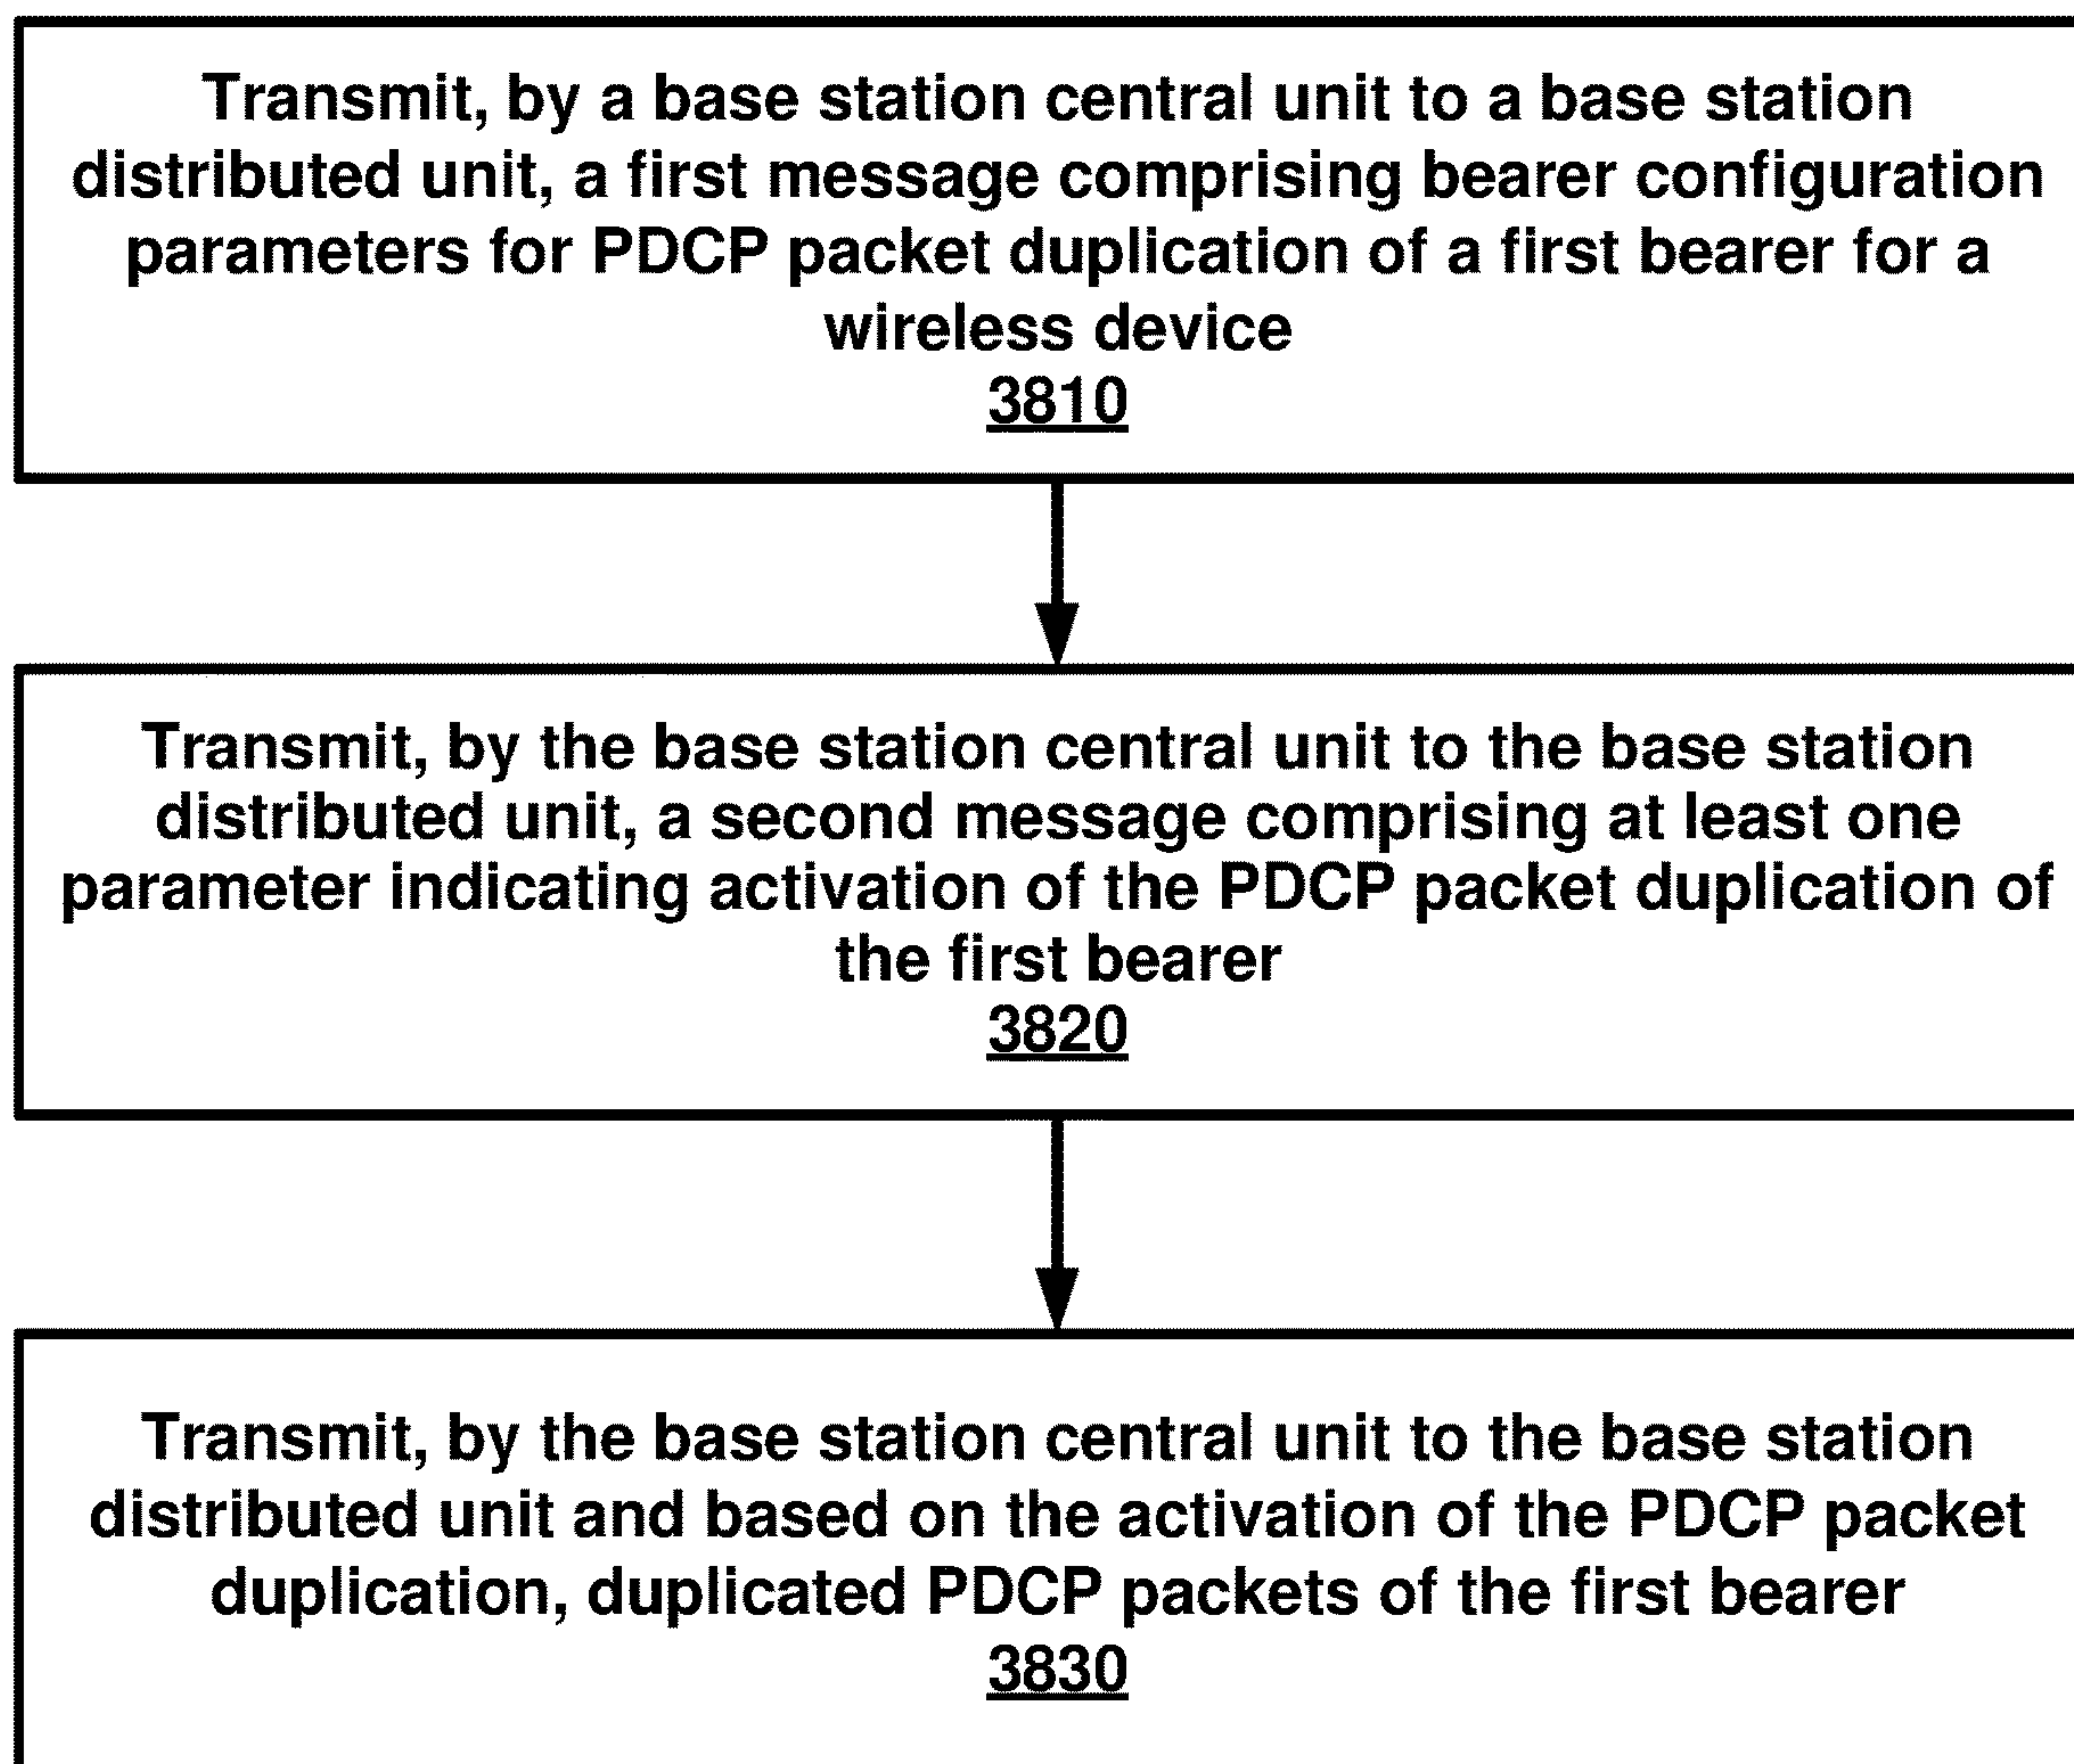 Transmit, by a base station central unit to a base station
distributed unit, a first message comprising bearer configuration
parameters for PDCP packet duplication of a first bearer for a
wireless device
3810
Transmit, by the base station central unit to the base station
distributed unit, a second message comprising at least one
parameter indicating activation of the PDCP packet duplication of
the first bearer
3820
Transmit, by the base station central unit to the base station
distributed unit and based on the activation of the PDCP packet
duplication, duplicated PDCP packets of the first bearer
3830